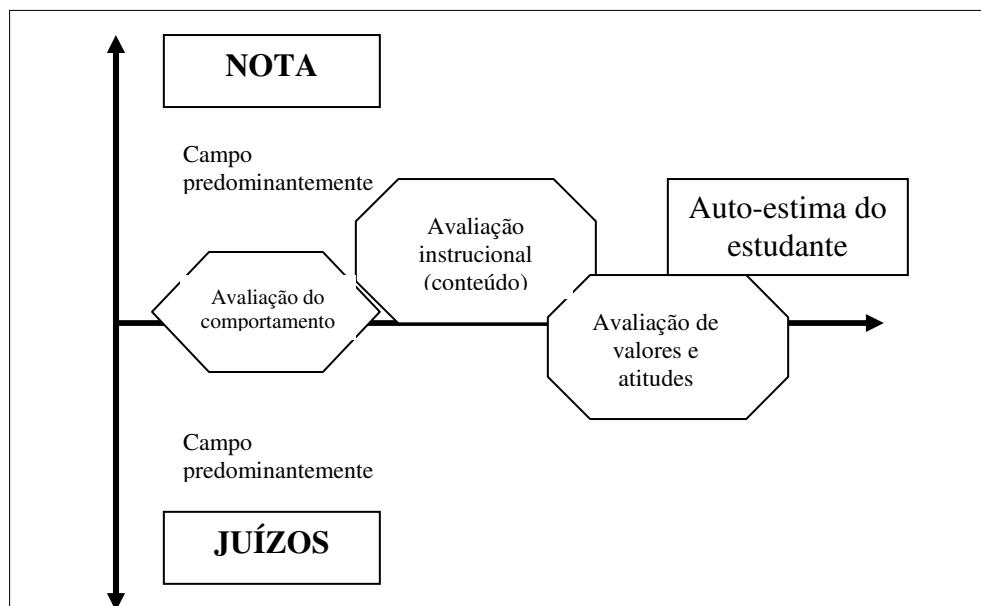 NOTA
Campo
predominantemente
Avaliação
instrucional
(conteúdo)
Auto-estima do
estudante
Avaliação do
comportamento
Avaliação de
valores e
atitudes
Campo
predominantemente
JUÍZOS